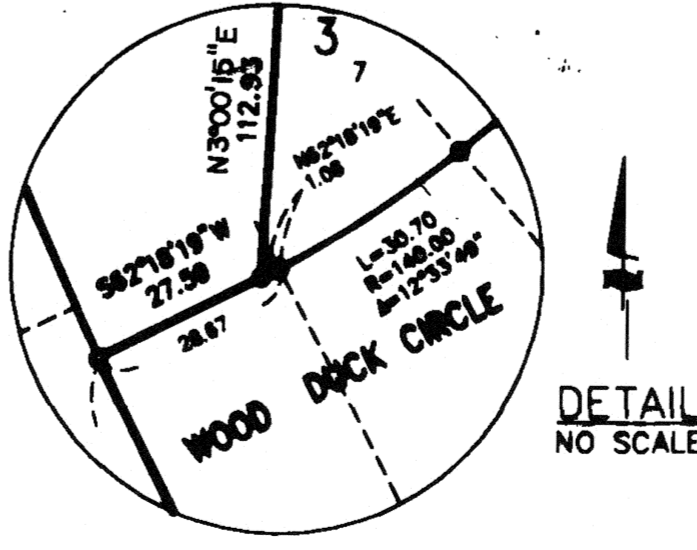 3
7
N3°00'15"E
112.93
N62°18'19"E
1.08
S62°18'19"W
27.58
28.67
L=30.70
R=140.00
Δ=12°33'49"
WOOD DOCK CIRCLE
DETAIL
NO SCALE